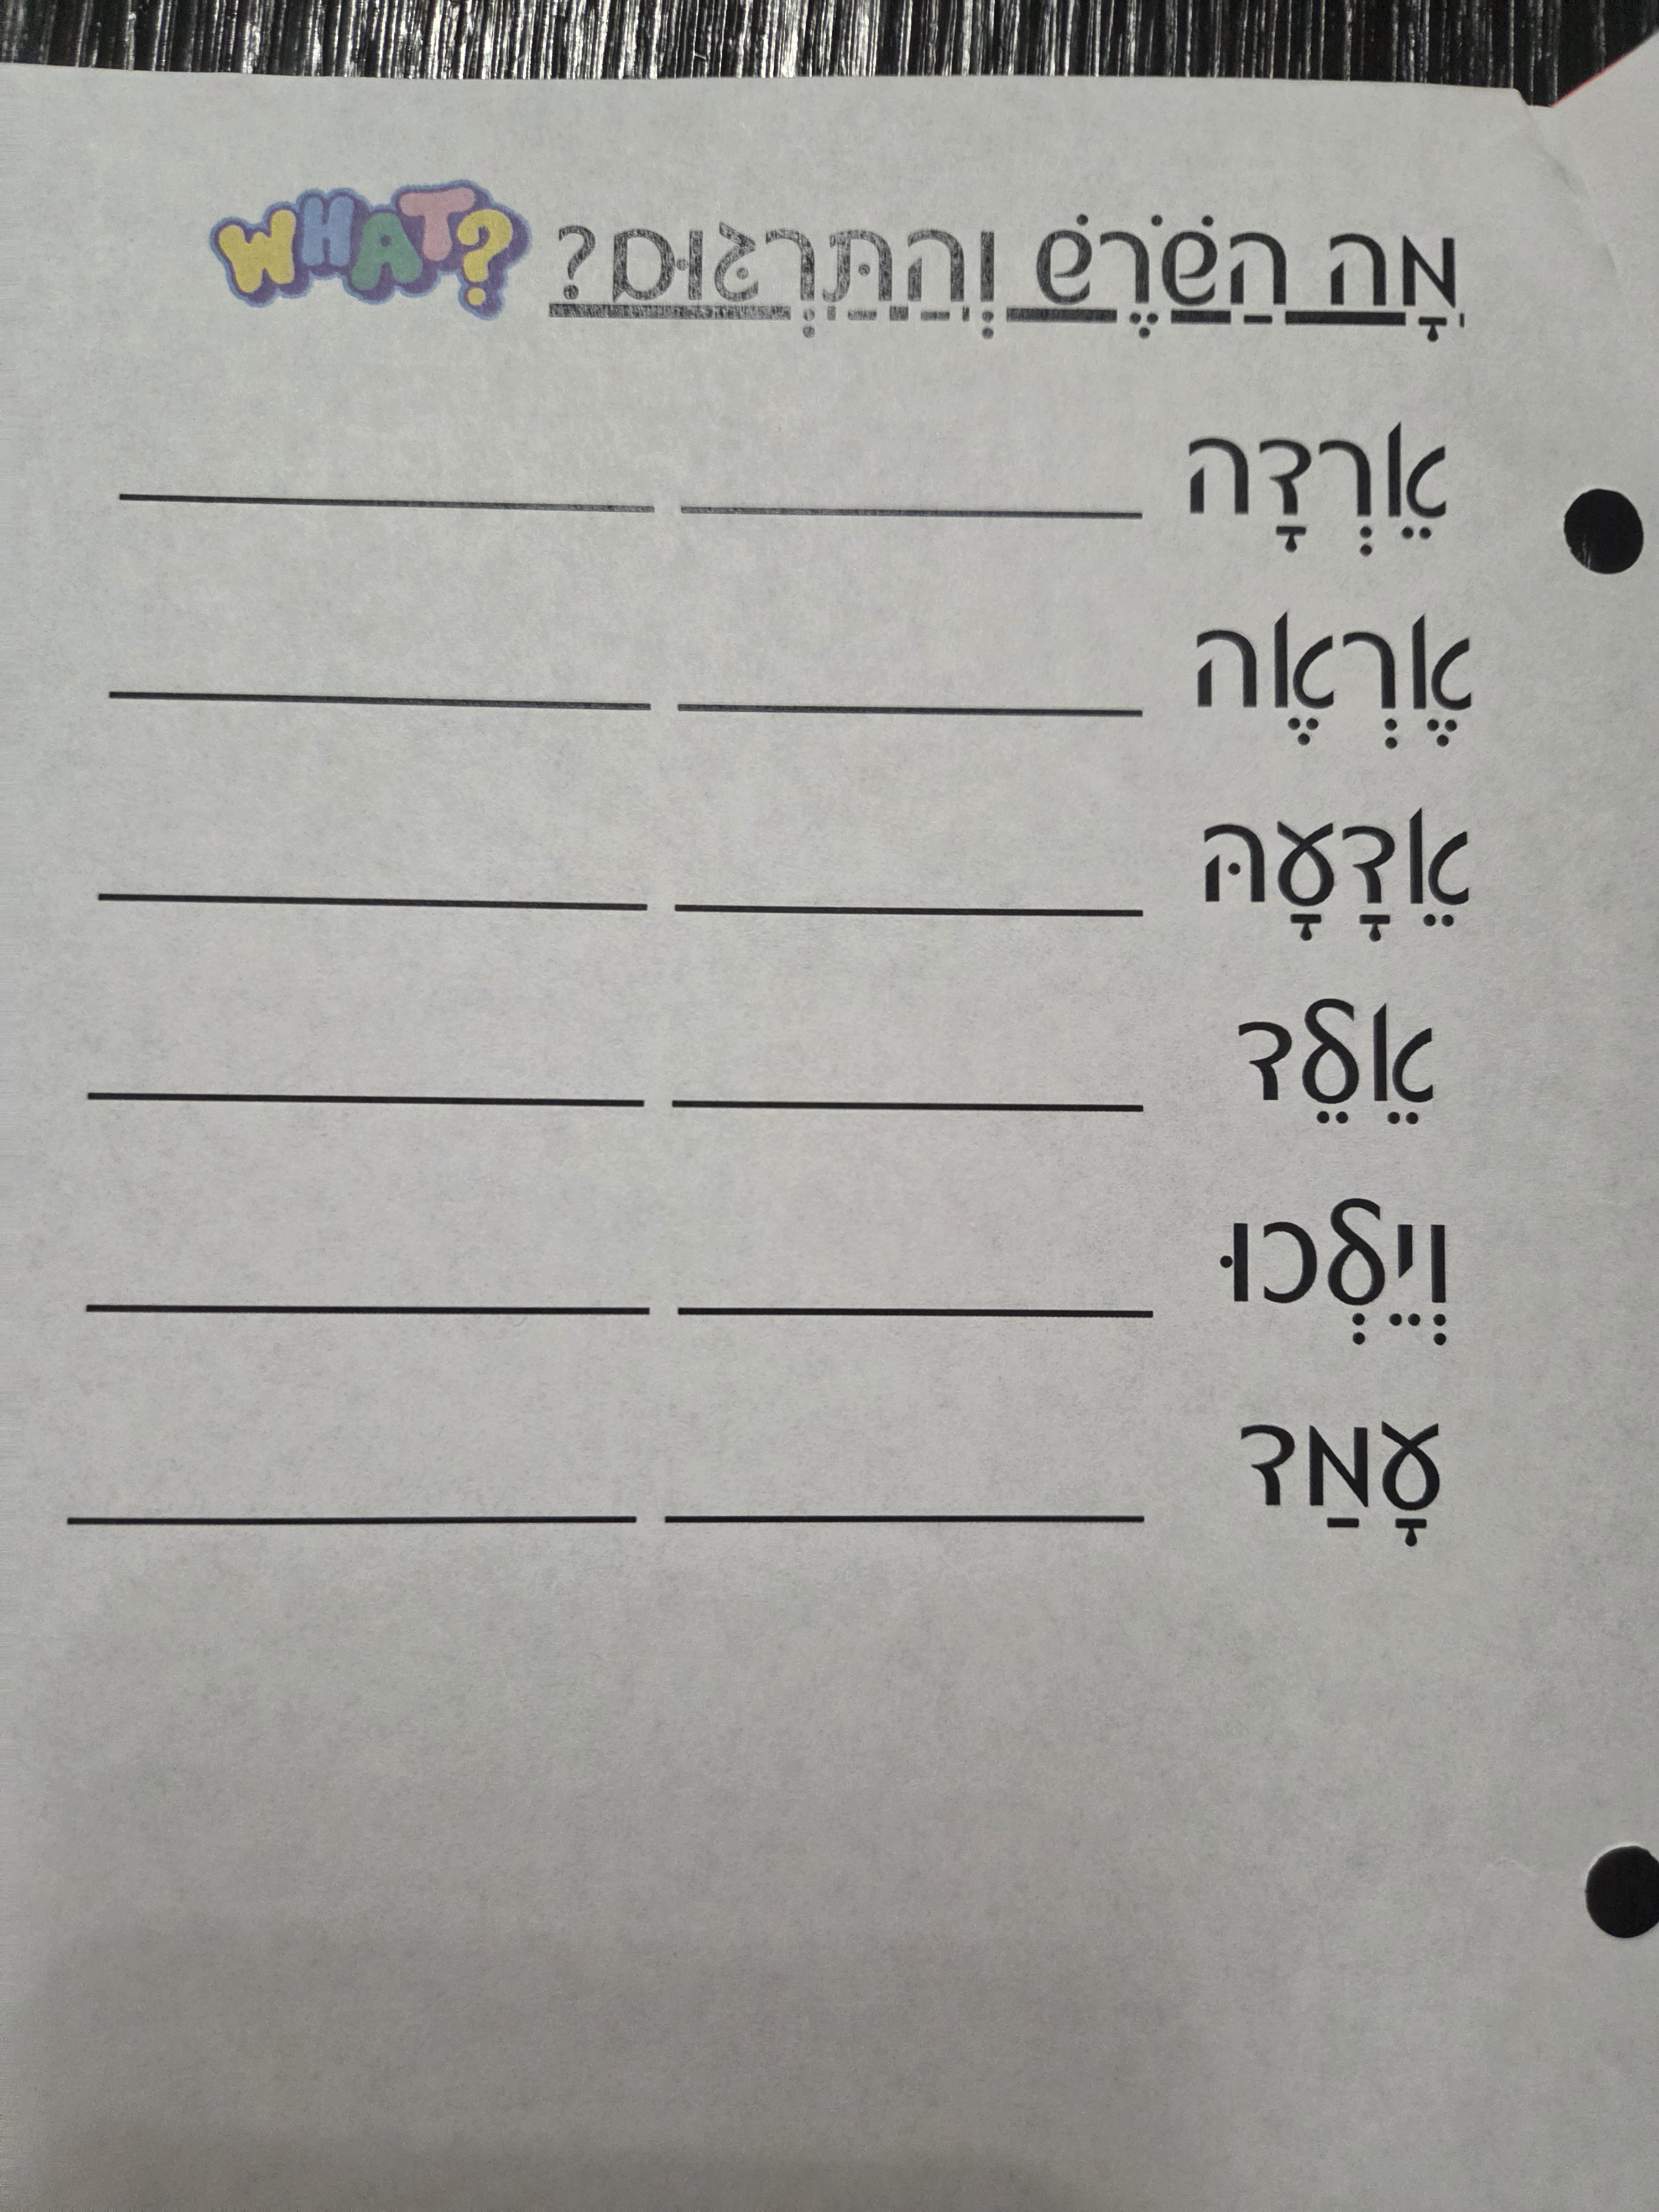 מָה הַשֹּׁרֶשׁ וְהַתַּרְגּוּם? WHAT?
אֵרְדָה
אֶרְאֶה
אֵדָעָהּ
אֵלֵד
וְיֵלְכוּ
עָמַד